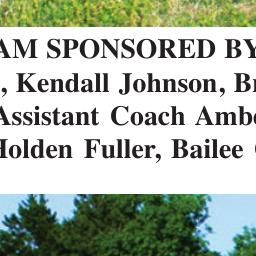 AM SPONSORED BY
, Kendall Johnson, Br
Assistant Coach Ambe
Holden Fuller, Bailee